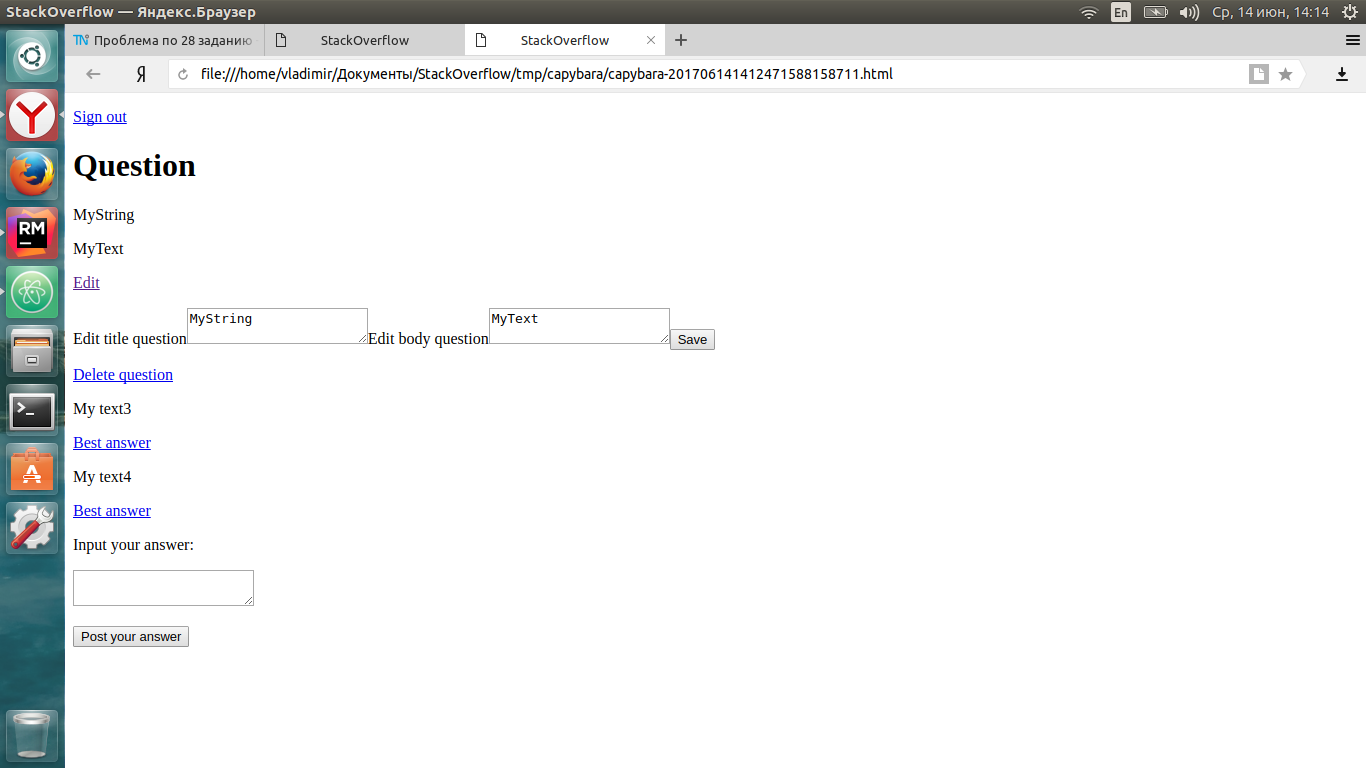 StackOverflow — Яндекс.Браузер
En
Ср, 14 июн, 14:14
Проблема по 28 заданию
StackOverflow
StackOverflow
Я
file:///home/vladimir/Документы/StackOverflow/tmp/capybara/capybara-201706141412471588158711.html
Sign out
Question
MyString
MyText
Edit
Edit title question MyString Edit body question MyText Save
Delete question
My text3
Best answer
My text4
Best answer
Input your answer:
Post your answer
RM